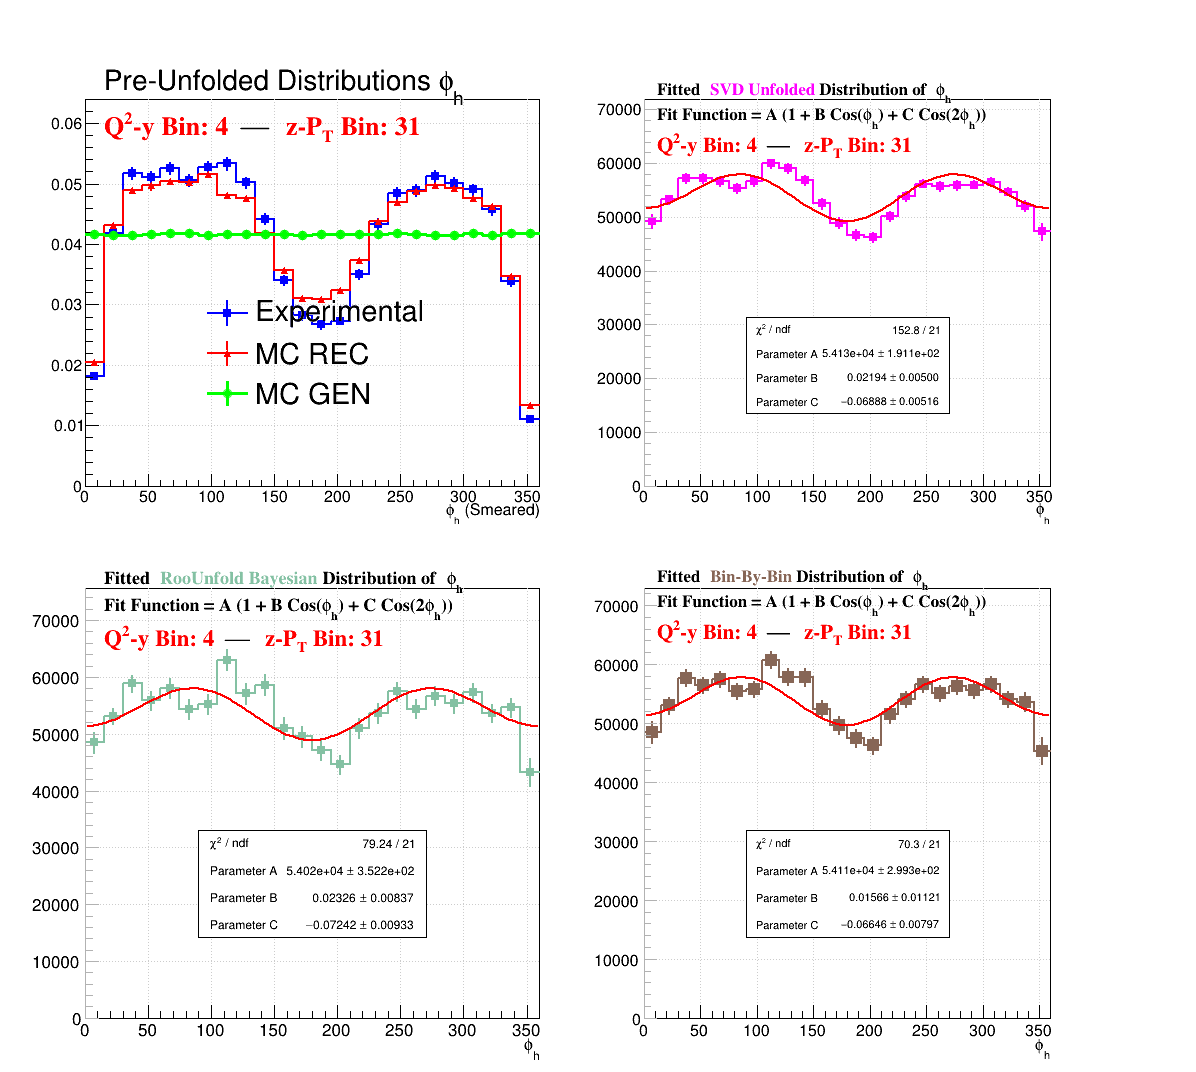 Pre-Unfolded Distributions ϕh
Q²-y Bin: 4 — z-PT Bin: 31
0.06
0.05
0.04
0.03
0.02
0.01
0
Experimental
MC REC
MC GEN
0 50 100 150 200 250 300 350
ϕh (Smeared)
Fitted SVD Unfolded Distribution of ϕh
Fit Function = A (1 + B Cos(ϕh) + C Cos(2ϕh))
Q²-y Bin: 4 — z-PT Bin: 31
70000
60000
50000
40000
30000
20000
10000
0
χ² / ndf 152.8 / 21
Parameter A 5.413e+04 ± 1.911e+02
Parameter B 0.02194 ± 0.00500
Parameter C −0.06888 ± 0.00516
0 50 100 150 200 250 300 350
ϕh
Fitted RooUnfold Bayesian Distribution of ϕh
Fit Function = A (1 + B Cos(ϕh) + C Cos(2ϕh))
Q²-y Bin: 4 — z-PT Bin: 31
70000
60000
50000
40000
30000
20000
10000
0
χ² / ndf 79.24 / 21
Parameter A 5.402e+04 ± 3.522e+02
Parameter B 0.02326 ± 0.00837
Parameter C −0.07242 ± 0.00933
0 50 100 150 200 250 300 350
ϕh
Fitted Bin-By-Bin Distribution of ϕh
Fit Function = A (1 + B Cos(ϕh) + C Cos(2ϕh))
Q²-y Bin: 4 — z-PT Bin: 31
70000
60000
50000
40000
30000
20000
10000
0
χ² / ndf 70.3 / 21
Parameter A 5.411e+04 ± 2.993e+02
Parameter B 0.01566 ± 0.01121
Parameter C −0.06646 ± 0.00797
0 50 100 150 200 250 300 350
ϕh